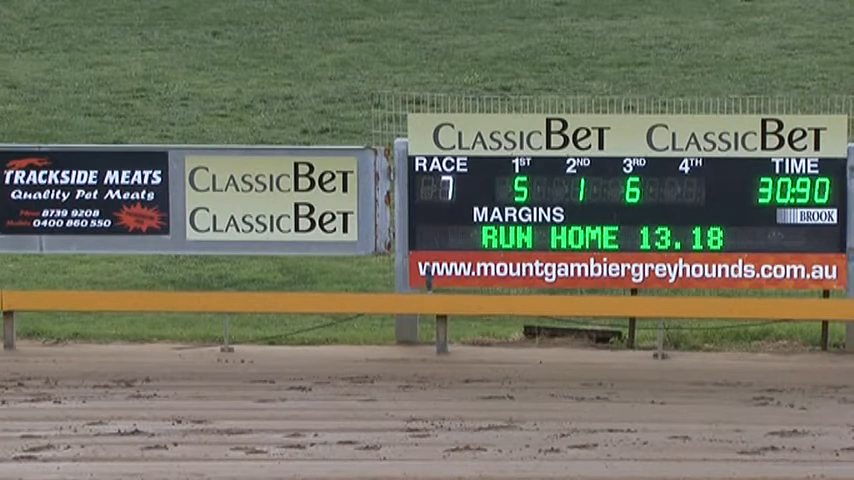 TRACKSIDE MEATS
Quality Pet Meats
8739 9208
0400 860 550
CLASSICBET
CLASSICBET
CLASSICBET CLASSICBET
RACE 1ST 2ND 3RD 4TH TIME
7 5 1 6 30:90
MARGINS BROOK
RUN HOME 13.18
www.mountgambiergreyhounds.com.au